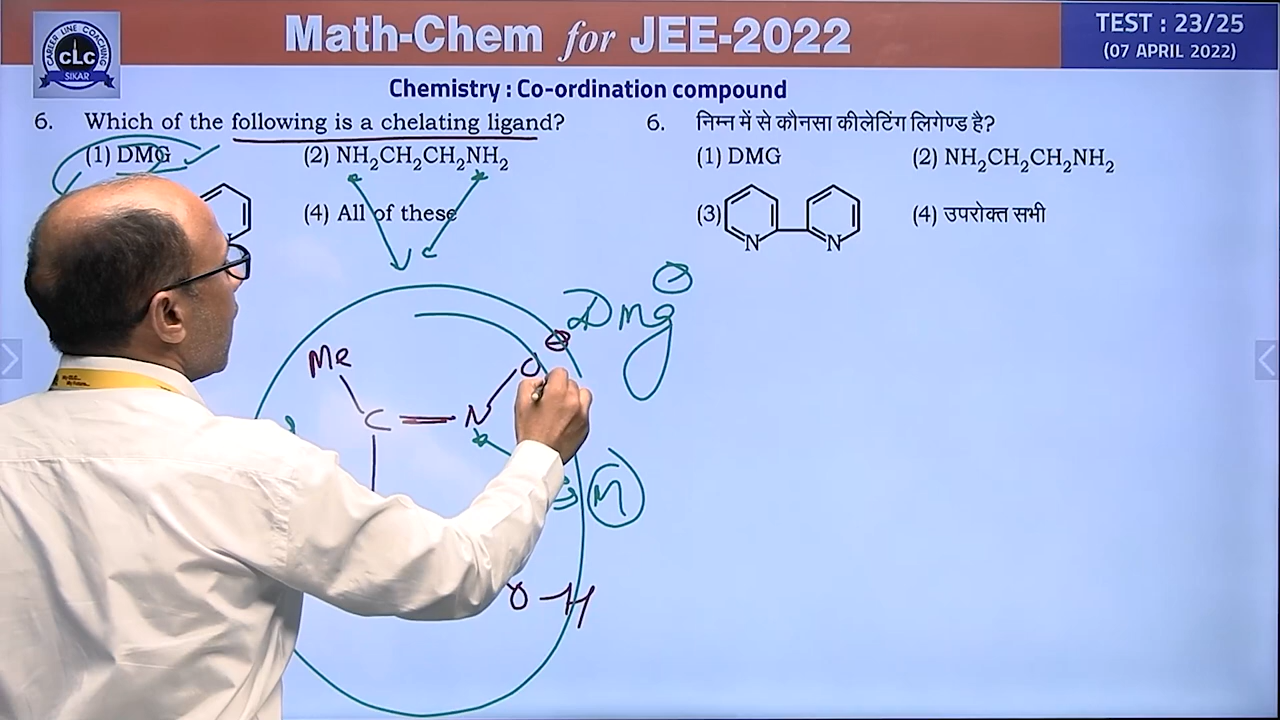 CAREER LINE COACHING
CLC
SIKAR
Math-Chem for JEE-2022
TEST : 23/25
(07 APRIL 2022)
Chemistry : Co-ordination compound
6. Which of the following is a chelating ligand?
(1) DMG (2) NH₂CH₂CH₂NH₂
(4) All of these
6. निम्न में से कौनसा कीलेटिंग लिगेण्ड है?
(1) DMG (2) NH₂CH₂CH₂NH₂
(3) N N (4) उपरोक्त सभी
Dmg⊖
Me O⊖
C = N
M
O-H